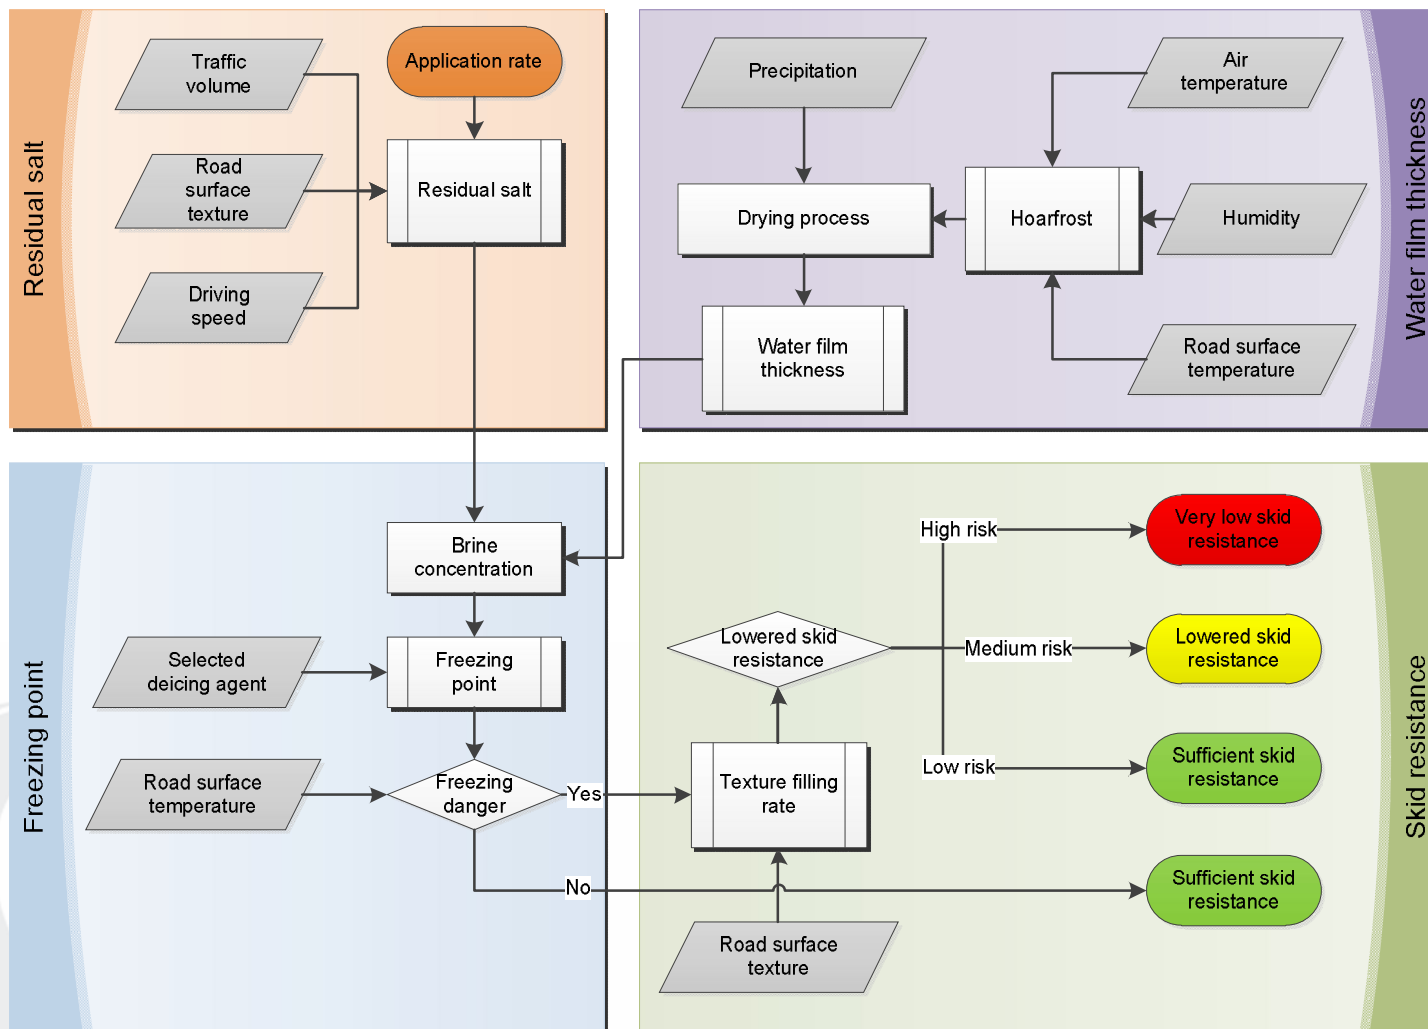 Residual salt
Traffic
volume
Application rate
Road
surface
texture
Residual salt
Driving
speed
Water film thickness
Precipitation
Air
temperature
Drying process
Hoarfrost
Humidity
Water film
thickness
Road surface
temperature
Freezing point
Brine
concentration
Selected
deicing agent
Freezing
point
Road surface
temperature
Freezing
danger
Yes
No
Skid resistance
High risk
Very low skid
resistance
Lowered skid
resistance
Medium risk
Lowered skid
resistance
Low risk
Sufficient skid
resistance
Texture filling
rate
Sufficient skid
resistance
Road surface
texture